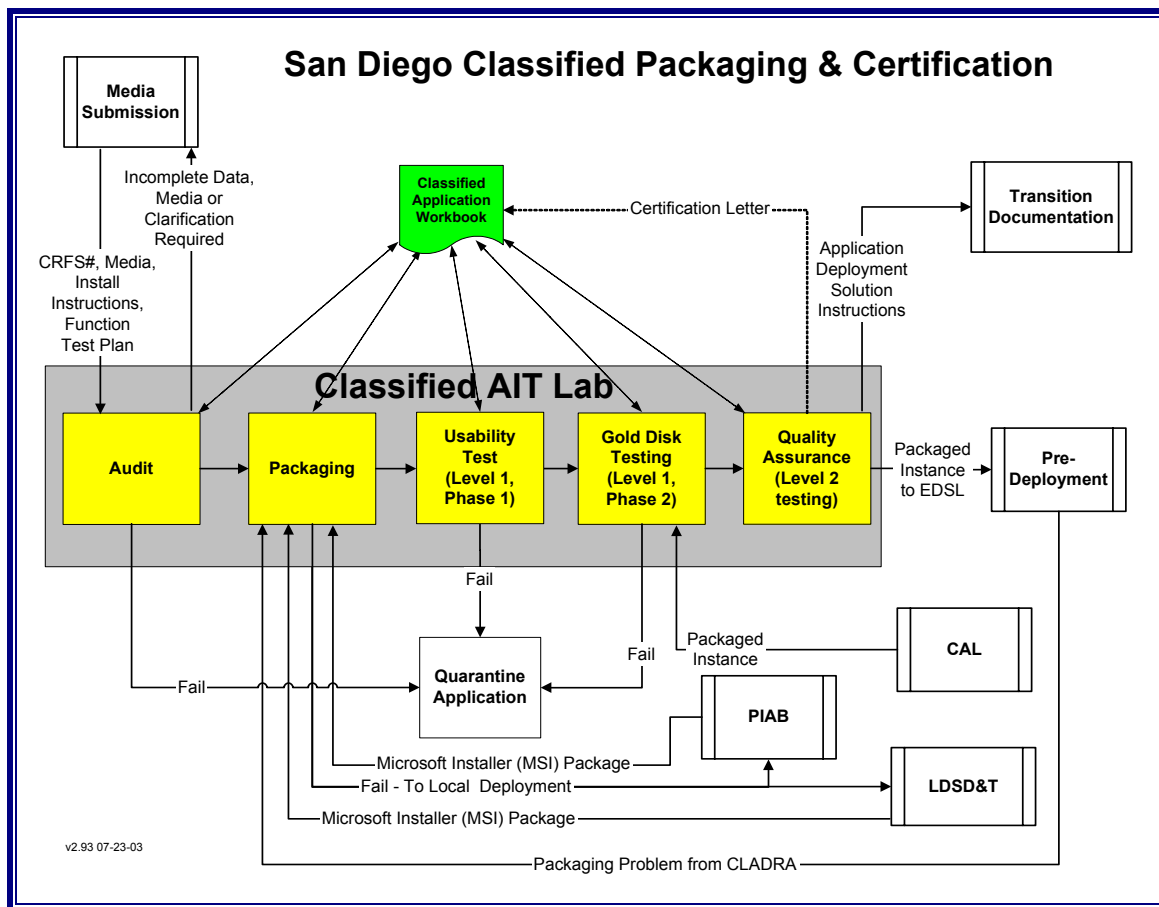 San Diego Classified Packaging & Certification
Media
Submission
Incomplete Data,
Media or
Clarification
Required
CRFS#, Media,
Install
Instructions,
Function
Test Plan
Classified
Application
Workbook
Certification Letter
Transition
Documentation
Application
Deployment
Solution
Instructions
Classified AIT Lab
Audit
Packaging
Usability
Test
(Level 1,
Phase 1)
Gold Disk
Testing
(Level 1,
Phase 2)
Quality
Assurance
(Level 2
testing)
Packaged
Instance
to EDSL
Pre-
Deployment
Fail
Fail
Fail
Quarantine
Application
Packaged
Instance
CAL
PIAB
Microsoft Installer (MSI) Package
Fail - To Local Deployment
LDSD&T
Microsoft Installer (MSI) Package
Packaging Problem from CLADRA
v2.93 07-23-03